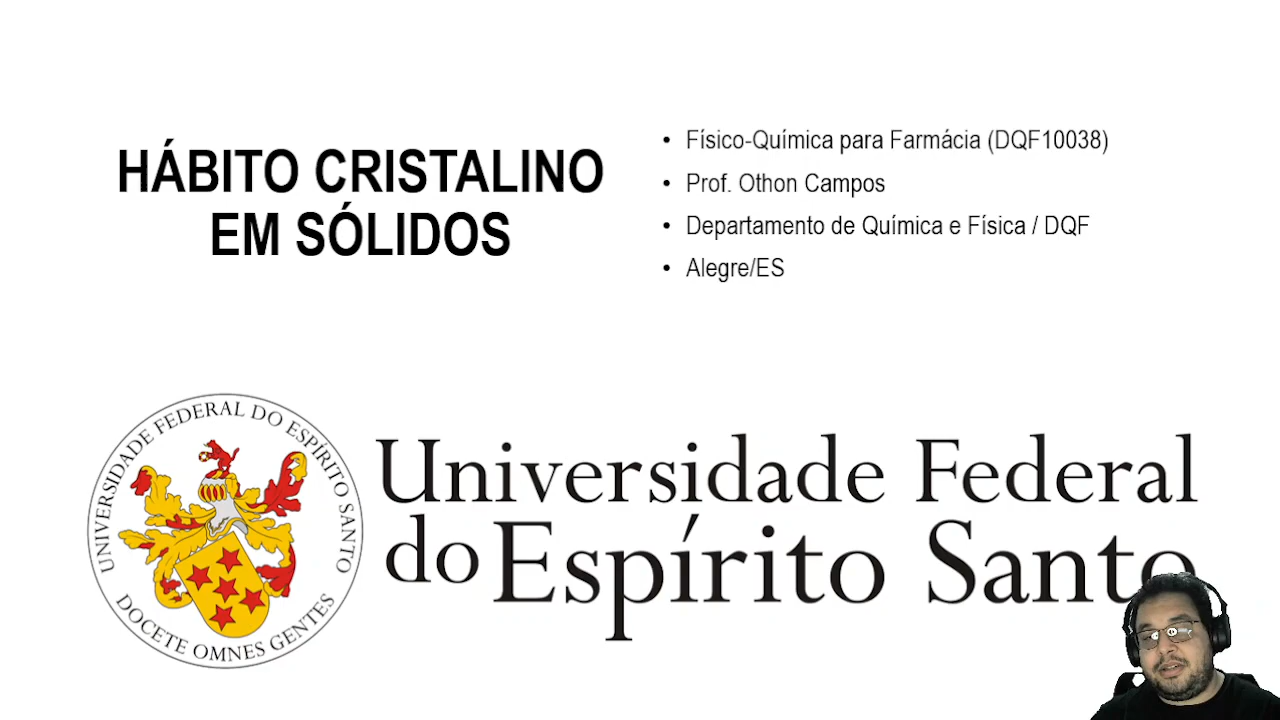 HÁBITO CRISTALINO
EM SÓLIDOS
• Físico-Química para Farmácia (DQF10038)
• Prof. Othon Campos
• Departamento de Química e Física / DQF
• Alegre/ES
UNIVERSIDADE FEDERAL DO ESPÍRITO SANTO
DOCETE OMNES GENTES
Universidade Federal
do Espírito Santo